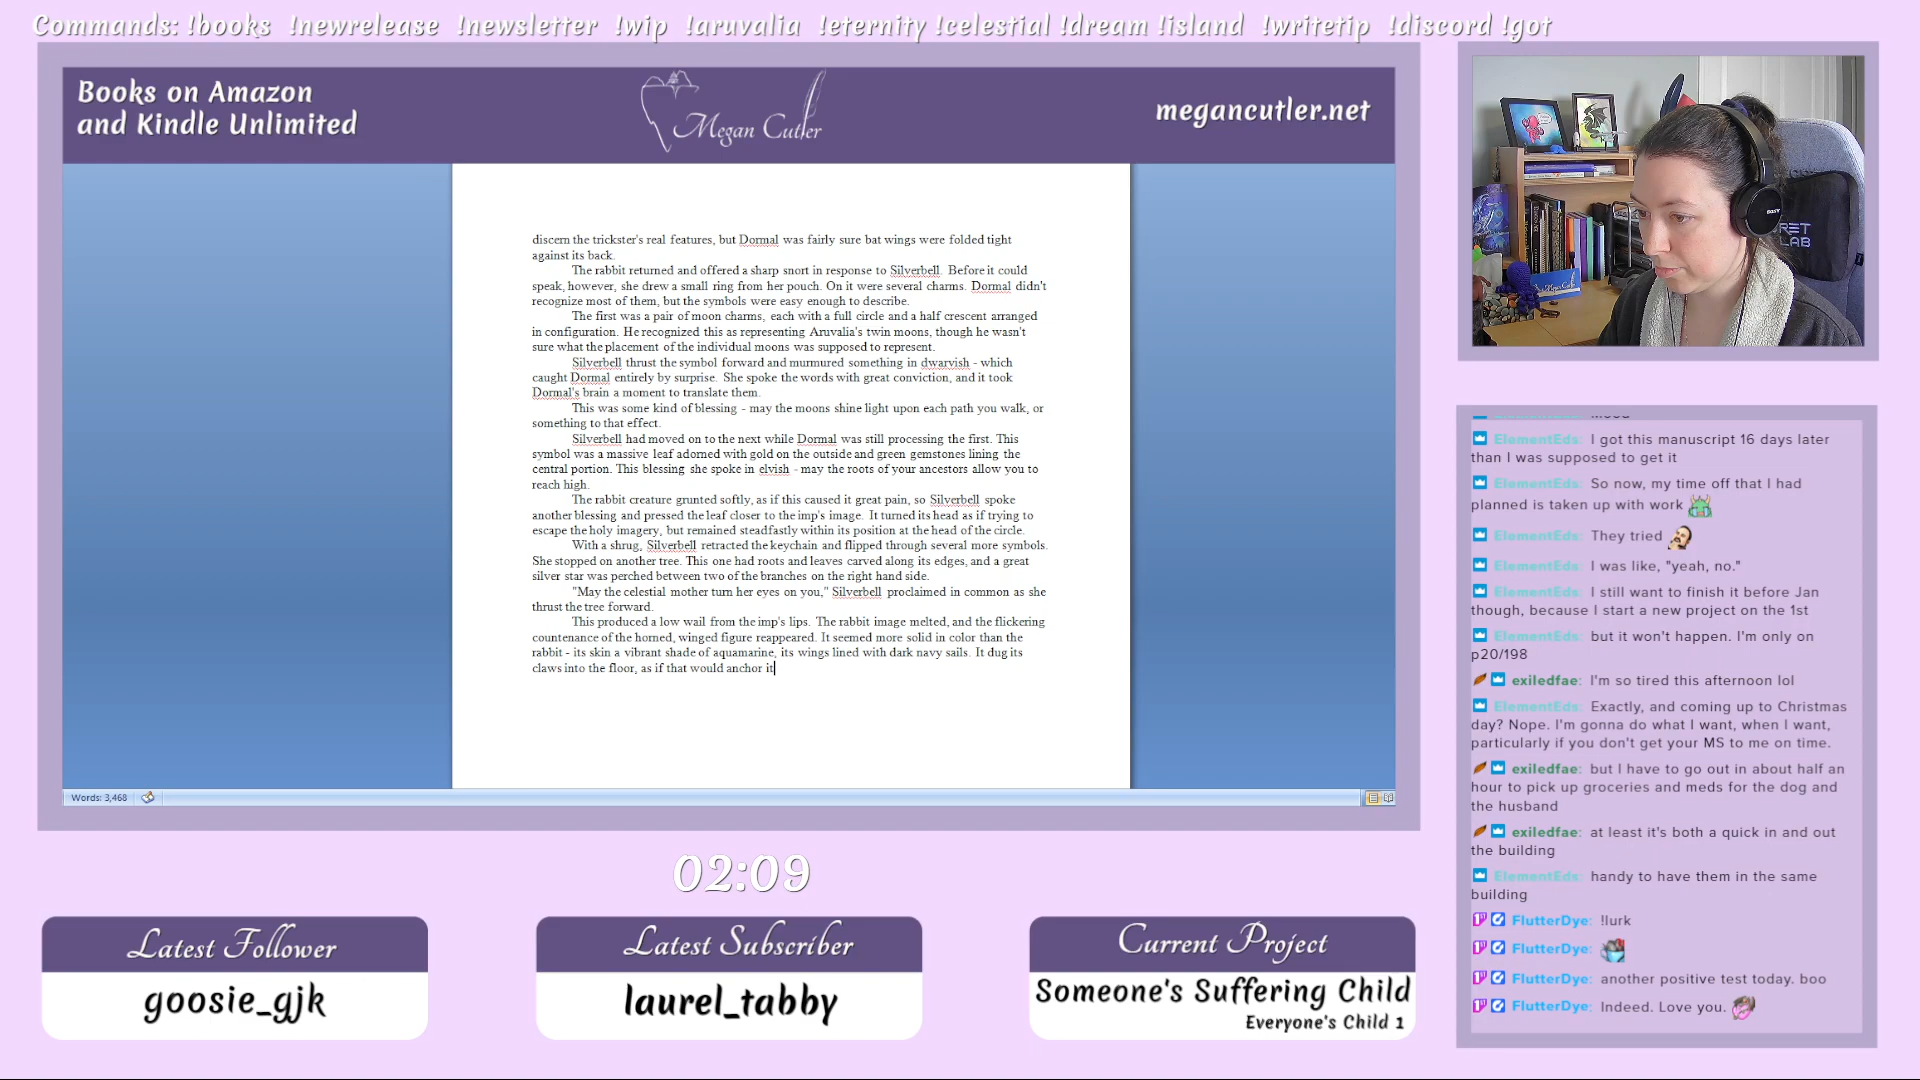 Commands: !books !newrelease !newsletter !wip !aruvalia !eternity !celestial !dream !island !writetip !discord !got
Books on Amazon
and Kindle Unlimited
Megan Cutler
megancutler.net
discern the trickster's real features, but Dormal was fairly sure bat wings were folded tight
against its back.
The rabbit returned and offered a sharp snort in response to Silverbell. Before it could
speak, however, she drew a small ring from her pouch. On it were several charms. Dormal didn't
recognize most of them, but the symbols were easy enough to describe.
The first was a pair of moon charms, each with a full circle and a half crescent arranged
in configuration. He recognized this as representing Aruvalia's twin moons, though he wasn't
sure what the placement of the individual moons was supposed to represent.
Silverbell thrust the symbol forward and murmured something in dwarvish - which
caught Dormal entirely by surprise. She spoke the words with great conviction, and it took
Dormal's brain a moment to translate them.
This was some kind of blessing - may the moons shine light upon each path you walk, or
something to that effect.
Silverbell had moved on to the next while Dormal was still processing the first. This
symbol was a massive leaf adorned with gold on the outside and green gemstones lining the
central portion. This blessing she spoke in elvish - may the roots of your ancestors allow you to
reach high.
The rabbit creature grunted softly, as if this caused it great pain, so Silverbell spoke
another blessing and pressed the leaf closer to the imp's image. It turned its head as if trying to
escape the holy imagery, but remained steadfastly within its position at the head of the circle.
With a shrug, Silverbell retracted the keychain and flipped through several more symbols.
She stopped on another tree. This one had roots and leaves carved along its edges, and a great
silver star was perched between two of the branches on the right hand side.
"May the celestial mother turn her eyes on you," Silverbell proclaimed in common as she
thrust the tree forward.
This produced a low wail from the imp's lips. The rabbit image melted, and the flickering
countenance of the horned, winged figure reappeared. It seemed more solid in color than the
rabbit - its skin a vibrant shade of aquamarine, its wings lined with dark navy sails. It dug its
claws into the floor, as if that would anchor it
Words: 3,468
ElementEds: I got this manuscript 16 days later
than I was supposed to get it
ElementEds: So now, my time off that I had
planned is taken up with work
ElementEds: They tried
ElementEds: I was like, "yeah, no."
ElementEds: I still want to finish it before Jan
though, because I start a new project on the 1st
ElementEds: but it won't happen. I'm only on
p20/198
exiledfae: I'm so tired this afternoon lol
ElementEds: Exactly, and coming up to Christmas
day? Nope. I'm gonna do what I want, when I want,
particularly if you don't get your MS to me on time.
exiledfae: but I have to go out in about half an
hour to pick up groceries and meds for the dog and
the husband
exiledfae: at least it's both a quick in and out
the building
ElementEds: handy to have them in the same
building
FlutterDye: !lurk
FlutterDye:
FlutterDye: another positive test today. boo
FlutterDye: Indeed. Love you.
02:09
Latest Follower
goosie_gjk
Latest Subscriber
laurel_tabby
Current Project
Someone's Suffering Child
Everyone's Child 1